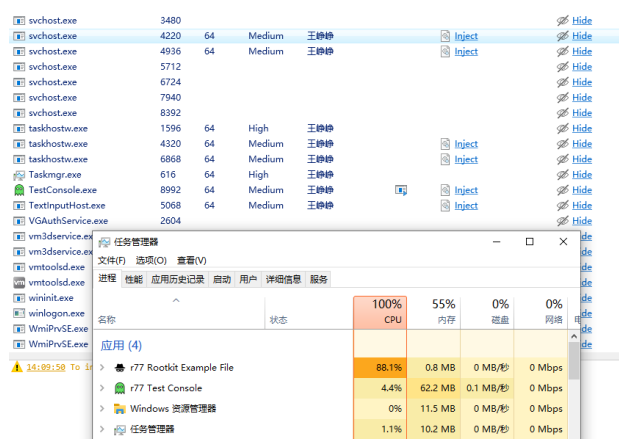 svchost.exe 3480 Hide
svchost.exe 4220 64 Medium 王峥峥 Inject Hide
svchost.exe 4936 64 Medium 王峥峥 Inject Hide
svchost.exe 5712 Hide
svchost.exe 6724 Hide
svchost.exe 7940 Hide
svchost.exe 8392 Hide
taskhostw.exe 1596 64 High 王峥峥 Hide
taskhostw.exe 4320 64 Medium 王峥峥 Inject Hide
taskhostw.exe 6868 64 Medium 王峥峥 Inject Hide
Taskmgr.exe 616 64 High 王峥峥 Hide
TestConsole.exe 8992 64 Medium 王峥峥 Inject Hide
TextInputHost.exe 5068 64 Medium 王峥峥 Inject Hide
VGAuthService.exe 2604 Hide
vm3dservice.ex de
vm3dservice.ex de
vmtoolsd.exe de
vmtoolsd.exe de
wininit.exe de
winlogon.exe de
WmiPrvSE.exe de
WmiPrvSE.exe de
14:09:50 To in
任务管理器
文件(F) 选项(O) 查看(V)
进程 性能 应用历史记录 启动 用户 详细信息 服务
100% 55% 0% 0%
名称 状态 CPU 内存 磁盘 网络
应用 (4)
r77 Rootkit Example File 88.1% 0.8 MB 0 MB/秒 0 Mbps
r77 Test Console 4.4% 62.2 MB 0.1 MB/秒 0 Mbps
Windows 资源管理器 0% 11.5 MB 0 MB/秒 0 Mbps
任务管理器 1.1% 10.2 MB 0 MB/秒 0 Mbps